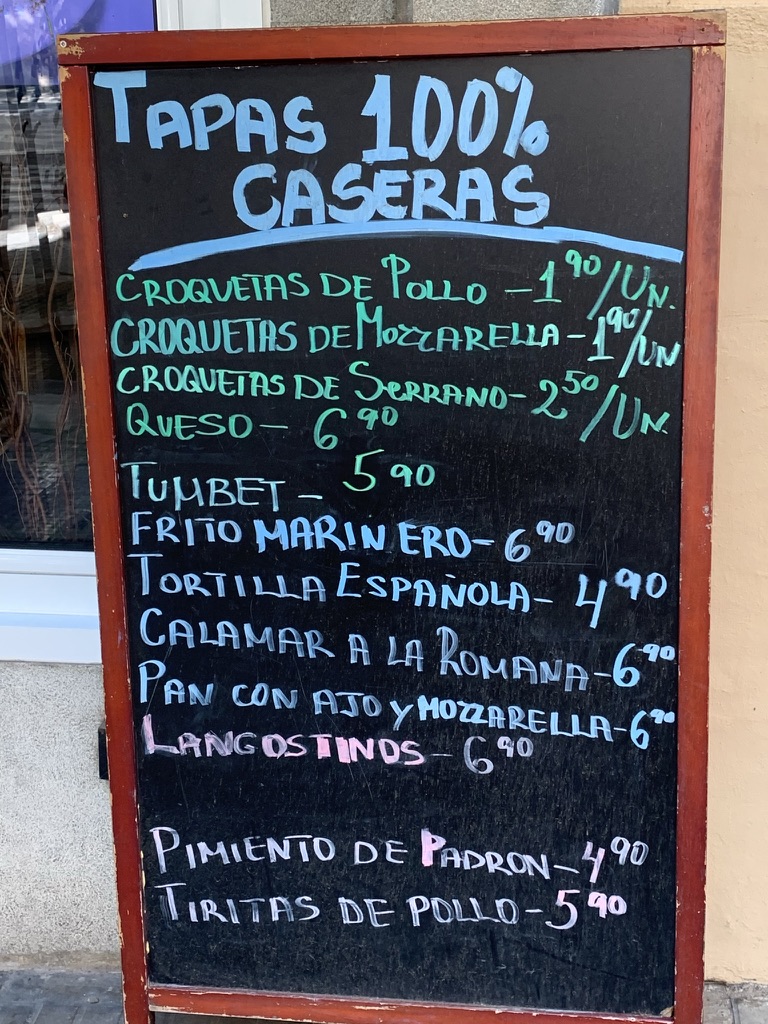 TAPAS 100%
CASERAS
CROQUETAS DE POLLO - 1 90/UN.
CROQUETAS DE MOZZARELLA - 1 90/UN
CROQUETAS DE SERRANO - 2 50/UN.
QUESO - 6 90
TUMBET - 5 90
FRITO MARINERO - 6 90
TORTILLA ESPAÑOLA - 4 90
CALAMAR A LA ROMANA - 6 90
PAN CON AJO Y MOZZARELLA - 6 90
LANGOSTINOS - 6 90
PIMIENTO DE PADRON - 4 90
TIRITAS DE POLLO - 5 90